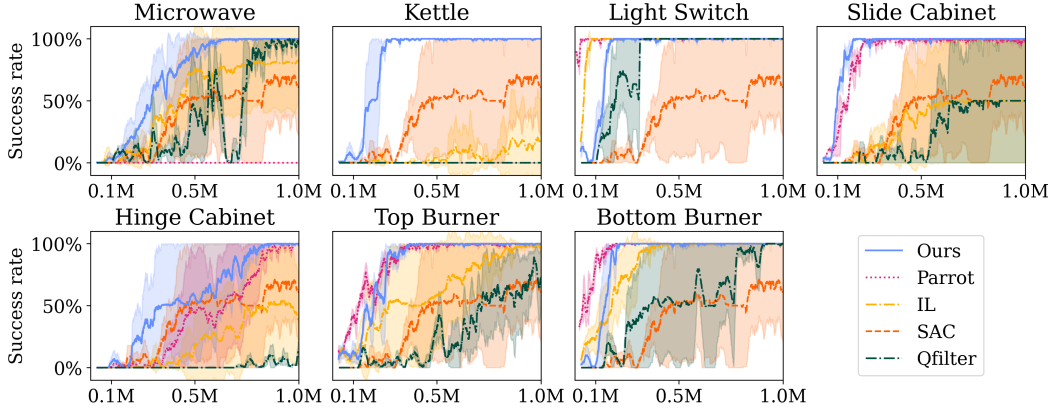 Microwave
Kettle
Light Switch
Slide Cabinet
Success rate
100%
50%
0%
0.1M 0.5M 1.0M
0.1M 0.5M 1.0M
0.1M 0.5M 1.0M
0.1M 0.5M 1.0M
Hinge Cabinet
Top Burner
Bottom Burner
Success rate
100%
50%
0%
0.1M 0.5M 1.0M
0.1M 0.5M 1.0M
0.1M 0.5M 1.0M
Ours
Parrot
IL
SAC
Qfilter